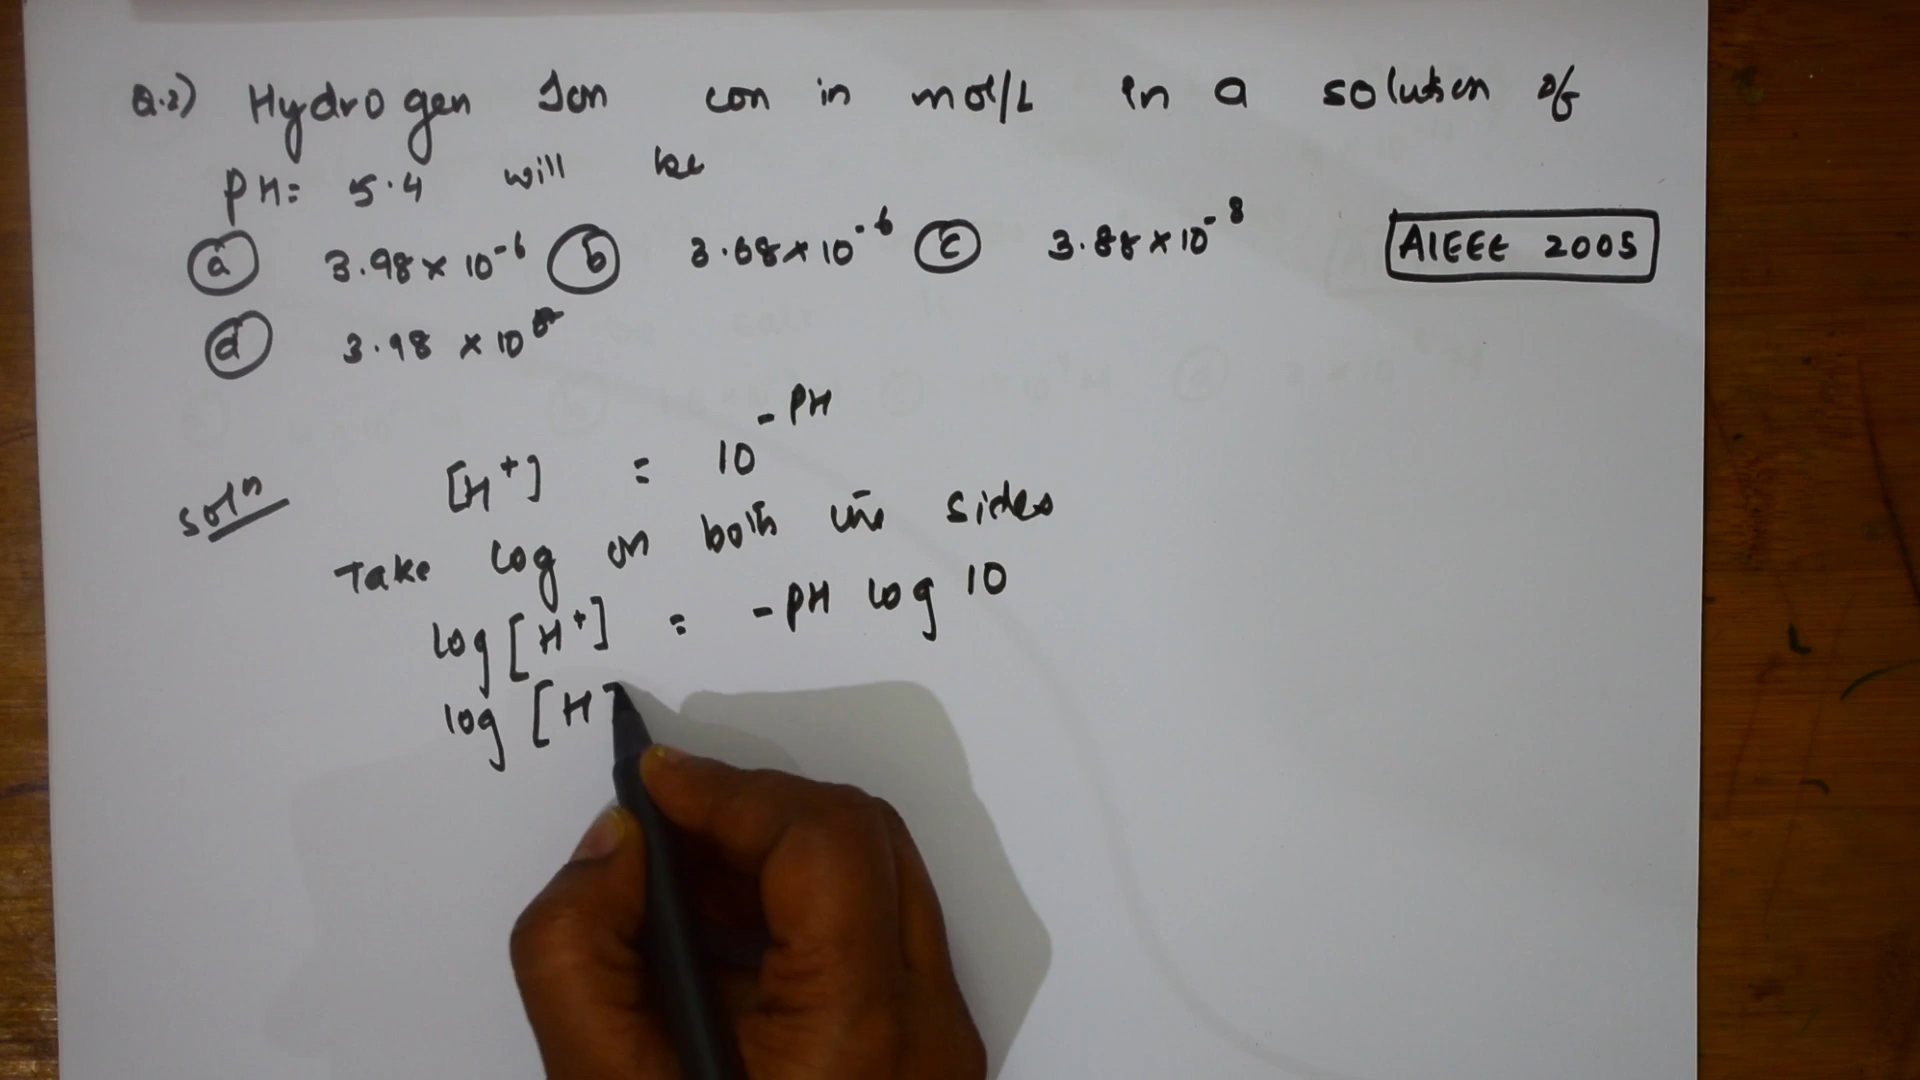 Q.2) Hydrogen Ion con in mol/L in a solution of
PH= 5.4 will be
(a) 3.98 x 10-6 (b) 3.68 x 10-6 (c) 3.88 x 10-8 AIEEE 2005
(d) 3.98 x 10
Soln [H+] = 10-PH
Take log on both the sides
log [H+] = -PH log 10
log [H]